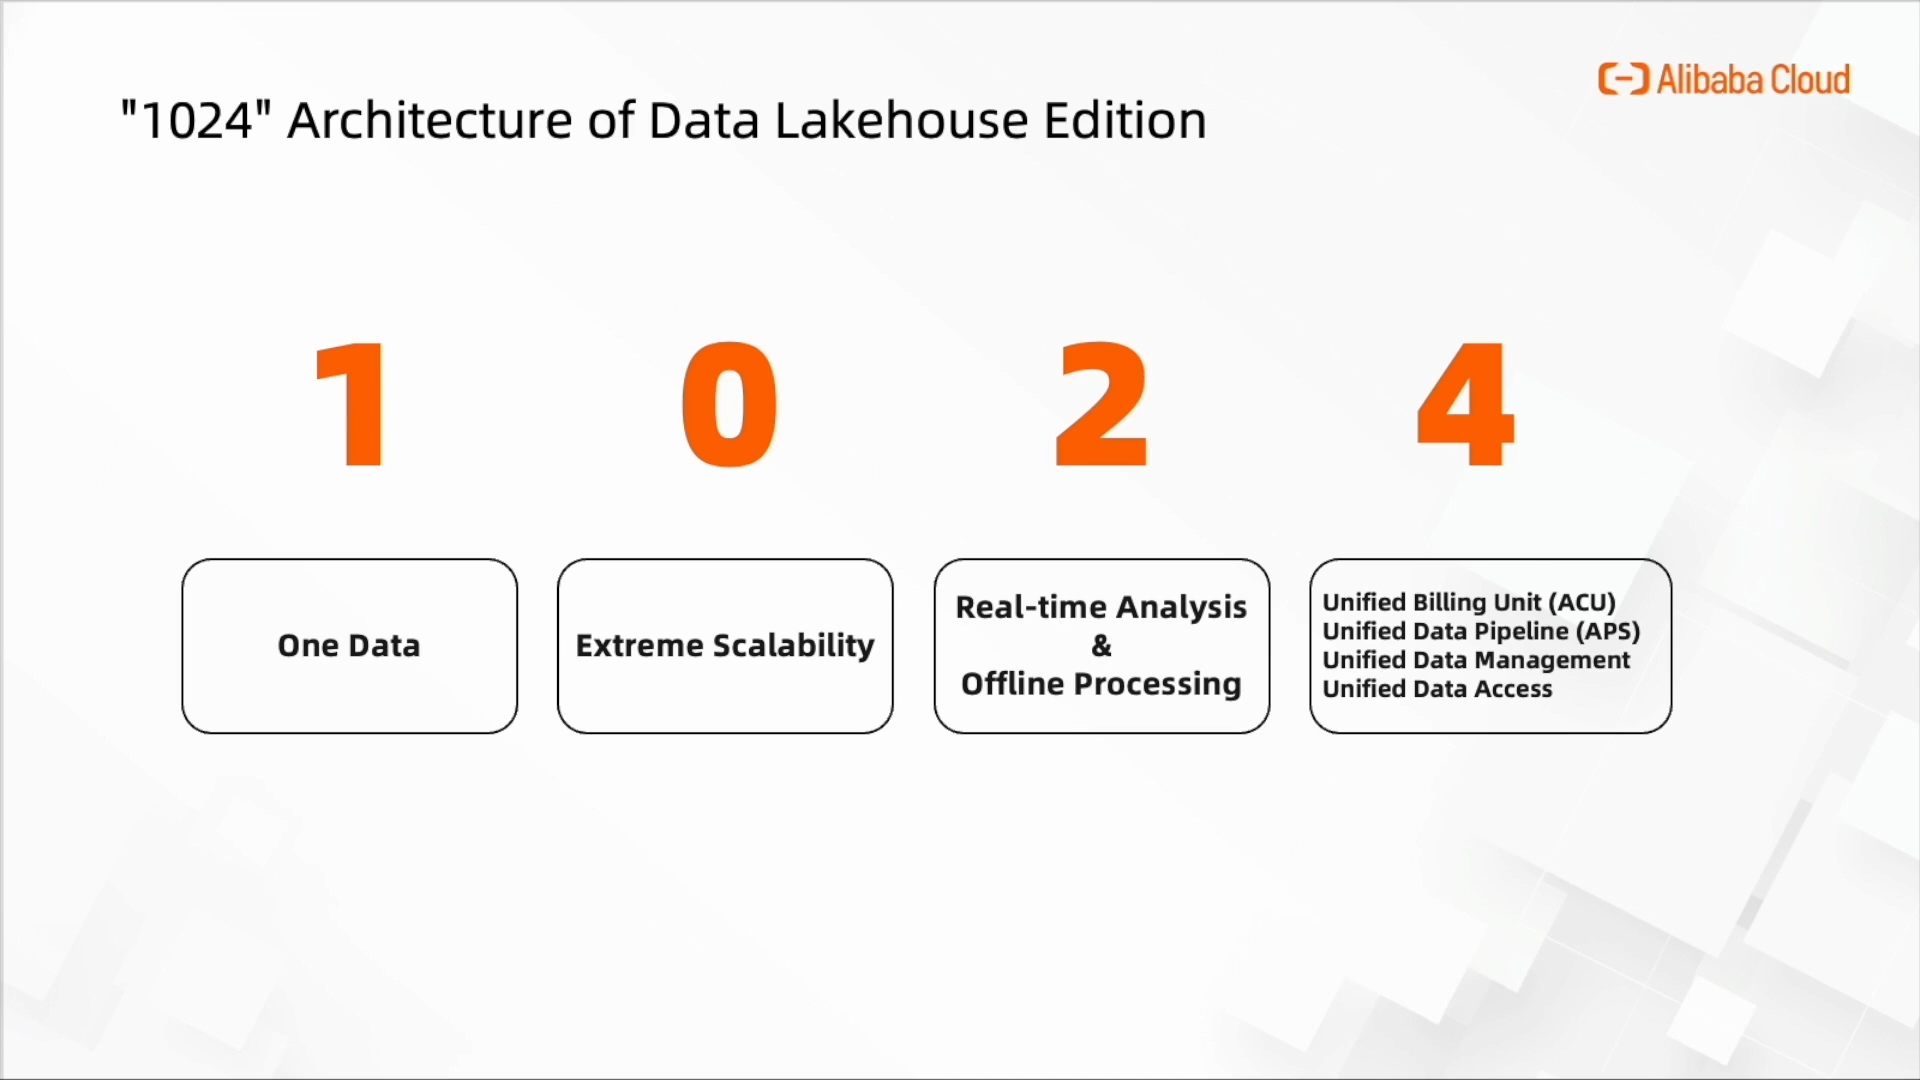 Alibaba Cloud
"1024" Architecture of Data Lakehouse Edition
1
0
2
4
One Data
Extreme Scalability
Real-time Analysis
&
Offline Processing
Unified Billing Unit (ACU)
Unified Data Pipeline (APS)
Unified Data Management
Unified Data Access